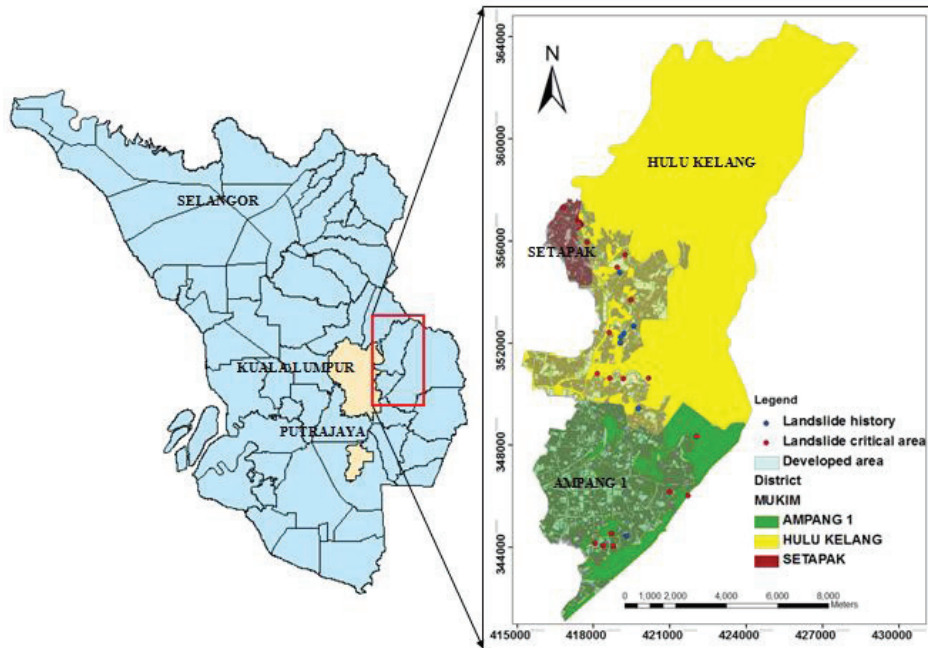 SELANGOR
KUALA LUMPUR
PUTRAJAYA
N
HULU KELANG
SETAPAK
AMPANG 1
364000
360000
356000
352000
348000
344000
Legend
Landslide history
Landslide critical area
Developed area
District
MUKIM
AMPANG 1
HULU KELANG
SETAPAK
0 1,000 2,000 4,000 6,000 8,000
Meters
415000 418000 421000 424000 427000 430000